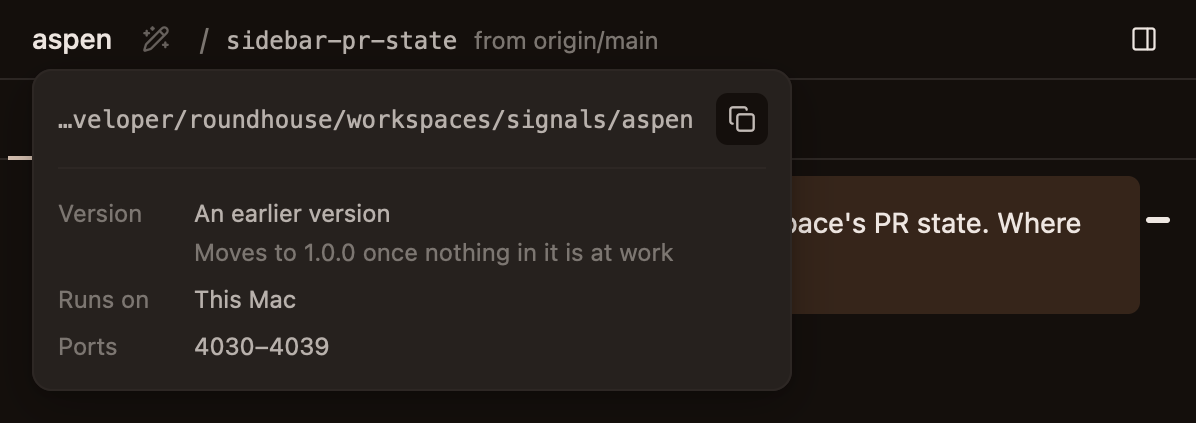 aspen / sidebar-pr-state from origin/main
…veloper/roundhouse/workspaces/signals/aspen
Version An earlier version
Moves to 1.0.0 once nothing in it is at work
Runs on This Mac
Ports 4030–4039
pace's PR state. Where